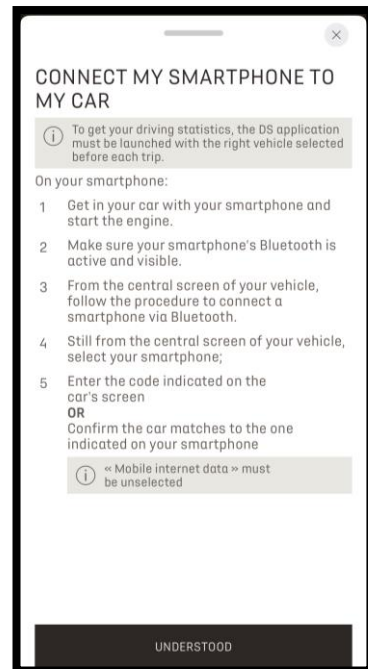 CONNECT MY SMARTPHONE TO
MY CAR
To get your driving statistics, the DS application
must be launched with the right vehicle selected
before each trip.
On your smartphone:
1 Get in your car with your smartphone and
start the engine.
2 Make sure your smartphone's Bluetooth is
active and visible.
3 From the central screen of your vehicle,
follow the procedure to connect a
smartphone via Bluetooth.
4 Still from the central screen of your vehicle,
select your smartphone;
5 Enter the code indicated on the
car's screen
OR
Confirm the car matches to the one
indicated on your smartphone
« Mobile internet data » must
be unselected
UNDERSTOOD